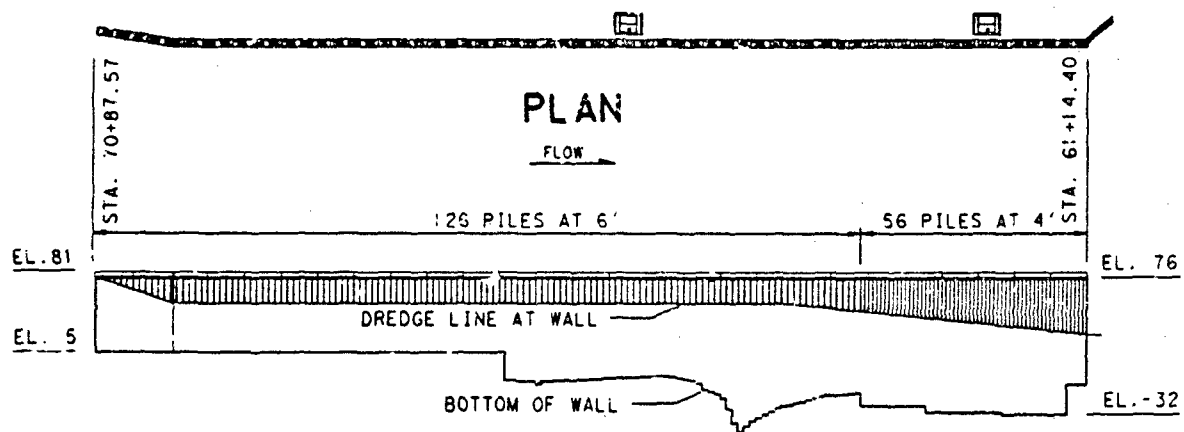 PLAN
FLOW
STA. 70+87.57
STA. 61+14.40
126 PILES AT 6'
56 PILES AT 4'
EL. 81
EL. 76
DREDGE LINE AT WALL
EL. 5
BOTTOM OF WALL
EL.-32